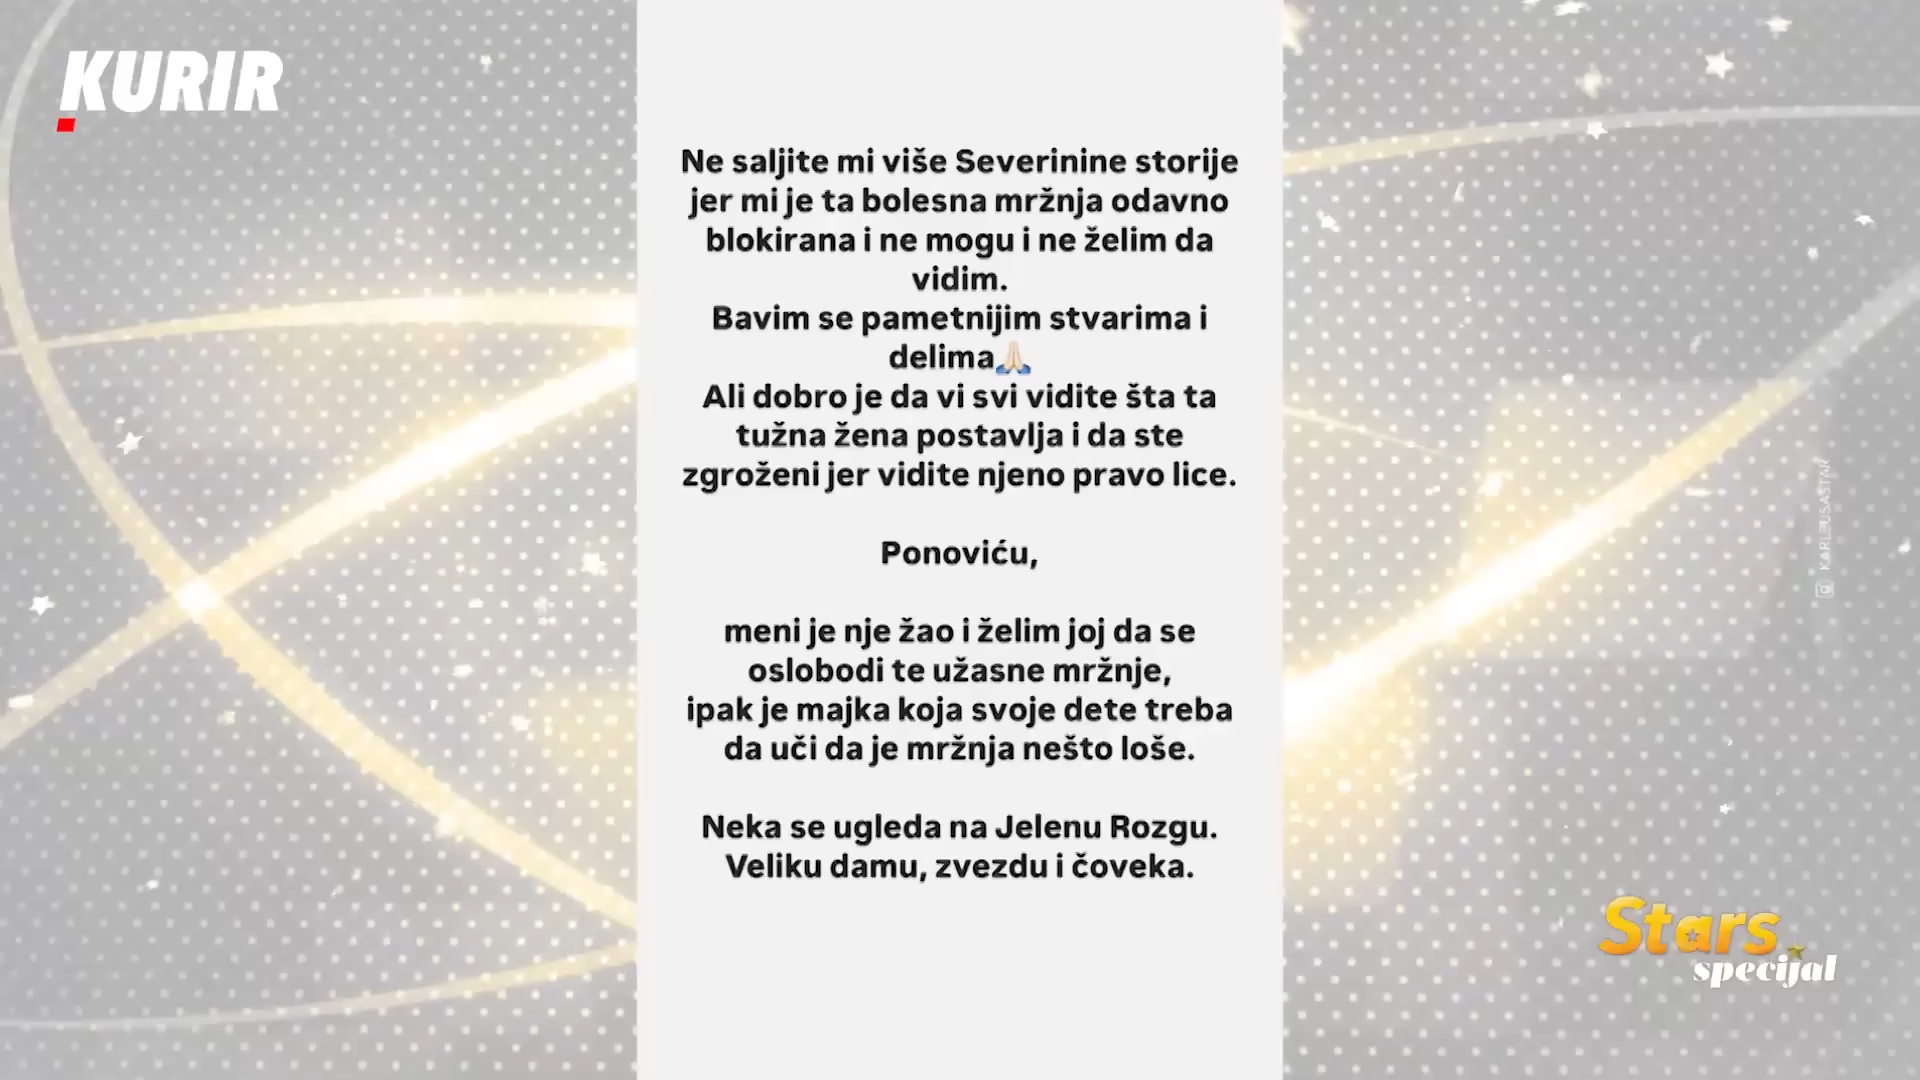 KURIR
Ne saljite mi više Severinine storije
jer mi je ta bolesna mržnja odavno
blokirana i ne mogu i ne želim da
vidim.
Bavim se pametnijim stvarima i
delima🙏🏻
Ali dobro je da vi svi vidite šta ta
tužna žena postavlja i da ste
zgroženi jer vidite njeno pravo lice.
Ponoviću,
meni je nje žao i želim joj da se
oslobodi te užasne mržnje,
ipak je majka koja svoje dete treba
da uči da je mržnja nešto loše.
Neka se ugleda na Jelenu Rozgu.
Veliku damu, zvezdu i čoveka.
KARLEUSASTAR
Stars
specijal